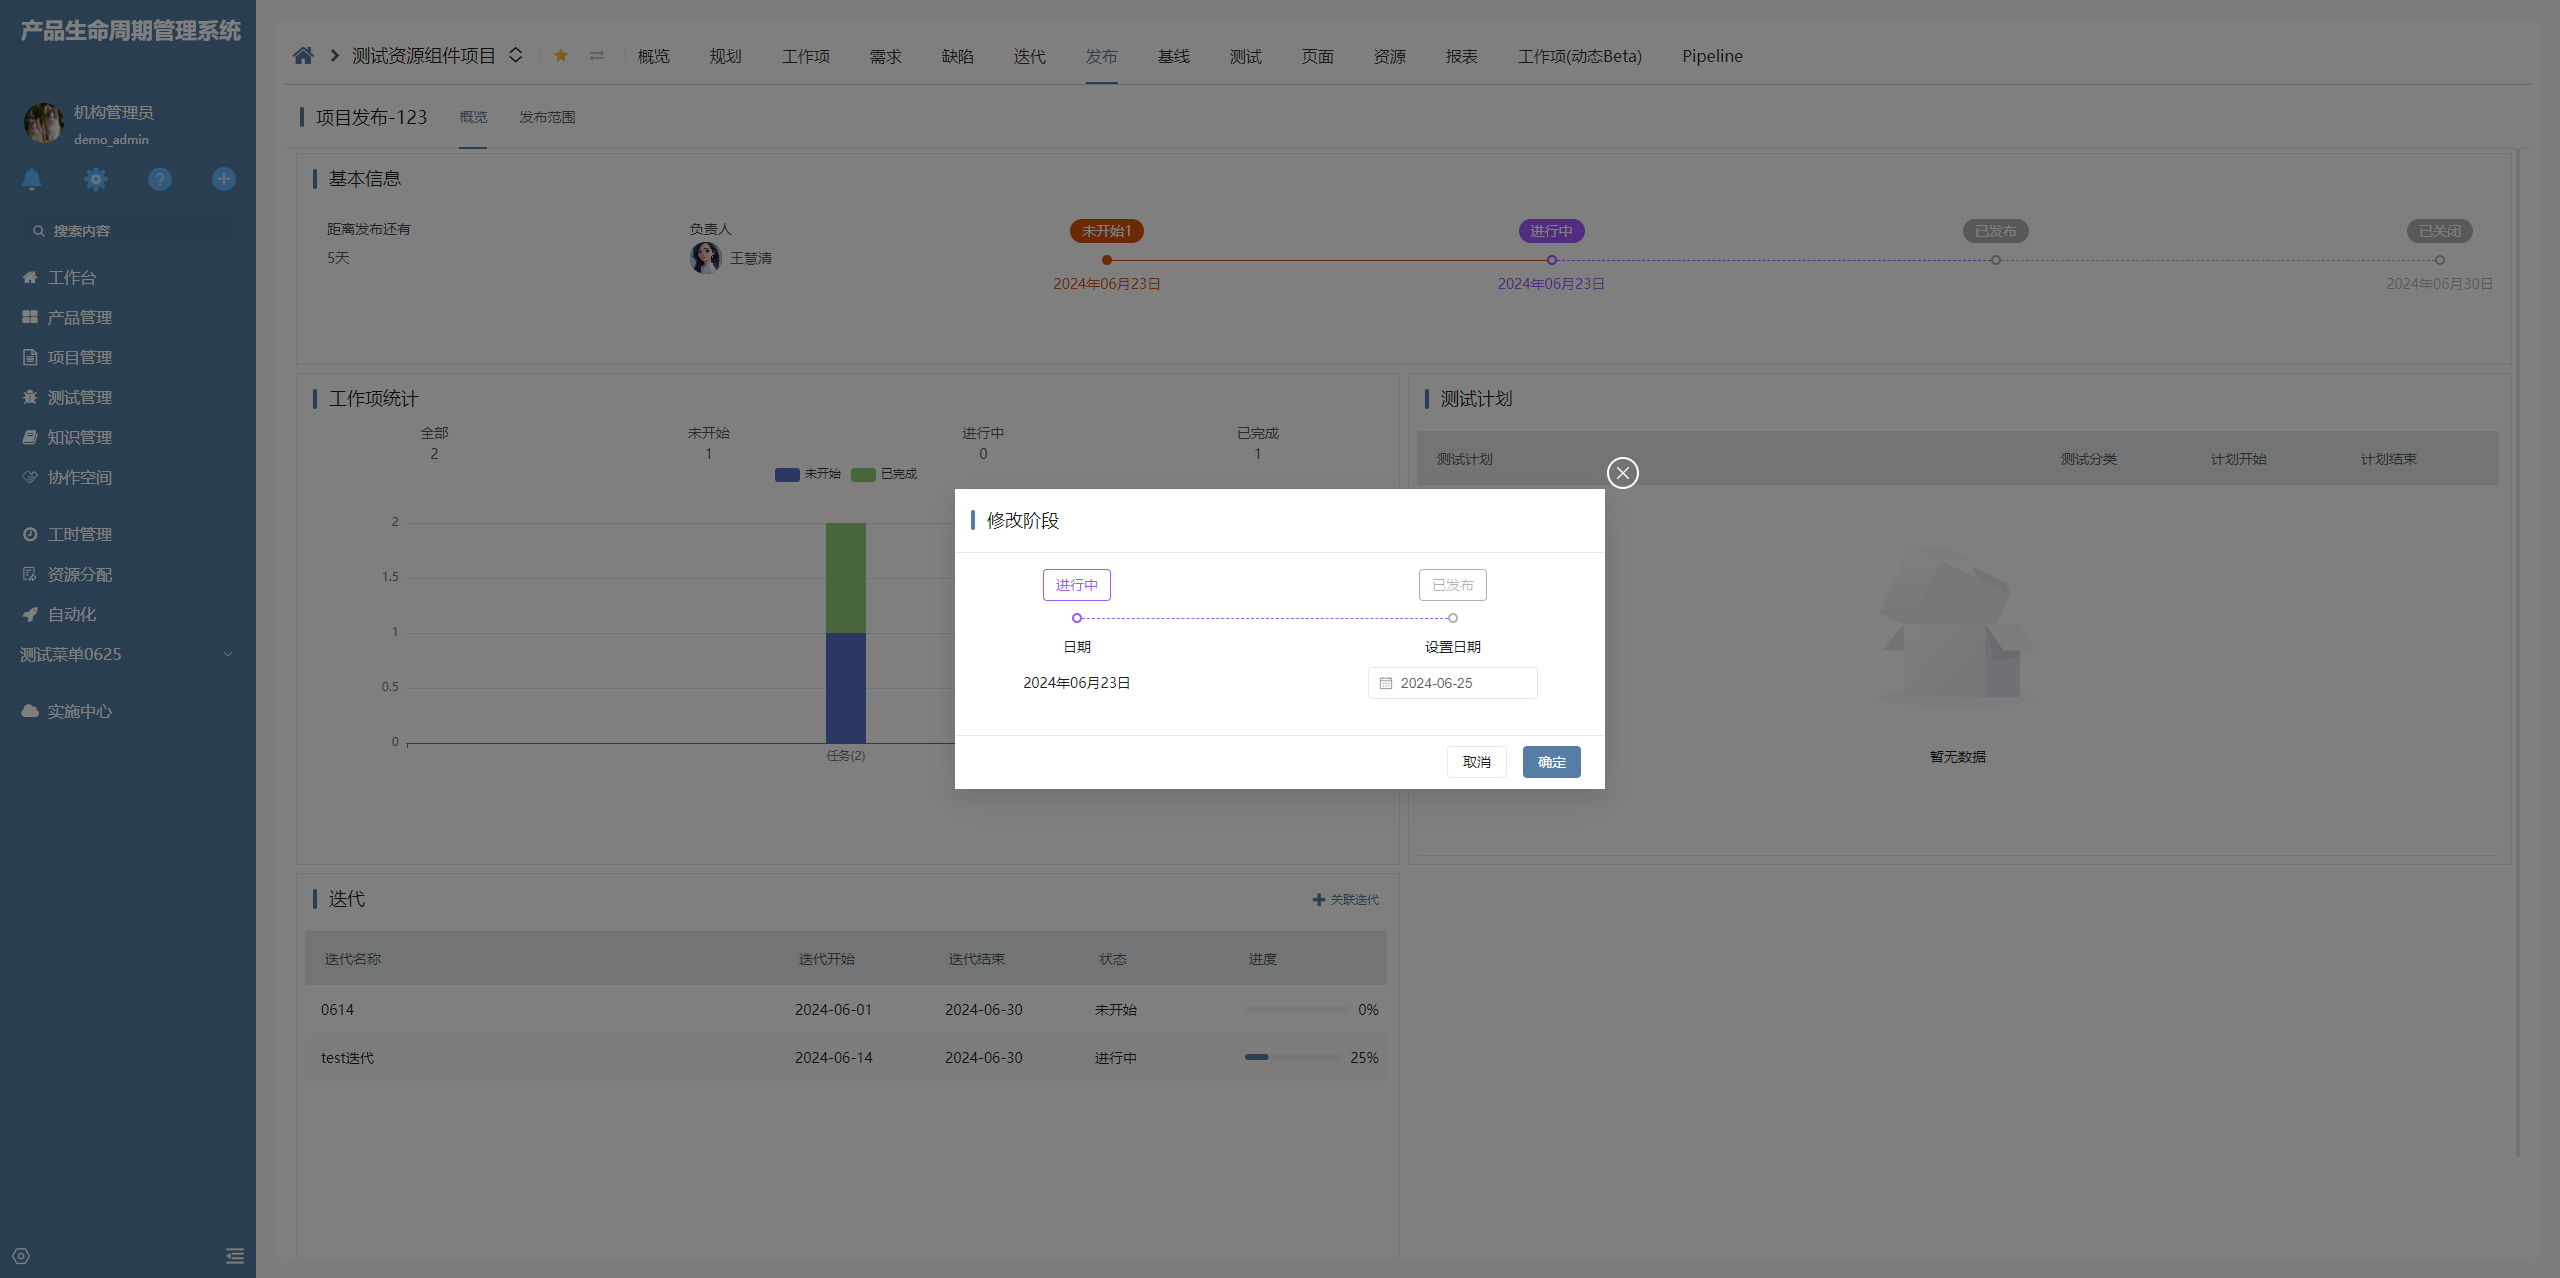 产品生命周期管理系统
机构管理员
demo_admin
搜索内容
工作台
产品管理
项目管理
测试管理
知识管理
协作空间
工时管理
资源分配
自动化
测试菜单0625
实施中心
测试资源组件项目 概览 规划 工作项 需求 缺陷 迭代 发布 基线 测试 页面 资源 报表 工作项(动态Beta) Pipeline
项目发布-123 概览 发布范围
基本信息
距离发布还有 负责人 未开始1 进行中 已发布 已关闭
5天 王慧清
2024年06月23日 2024年06月23日 2024年06月30日
工作项统计
全部 未开始 进行中 已完成
2 1 0 1
未开始 已完成
2
1.5
1
0.5
0
任务(2)
测试计划
测试计划 测试分类 计划开始 计划结束
暂无数据
修改阶段
进行中 已发布
日期 设置日期
2024年06月23日 2024-06-25
取消 确定
迭代 关联迭代
迭代名称 迭代开始 迭代结束 状态 进度
0614 2024-06-01 2024-06-30 未开始 0%
test迭代 2024-06-14 2024-06-30 进行中 25%